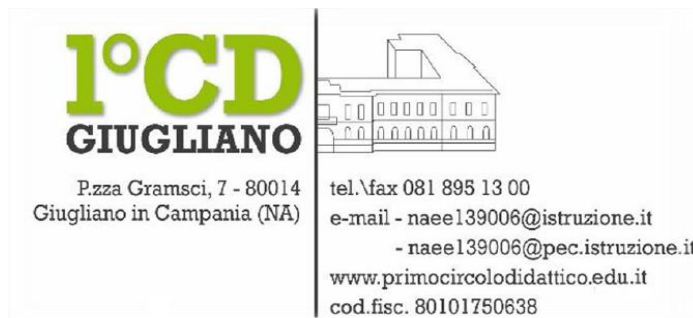 1°CD
GIUGLIANO
P.zza Gramsci, 7 - 80014
Giugliano in Campania (NA)
tel.\fax 081 895 13 00
e-mail - naee139006@istruzione.it
- naee139006@pec.istruzione.it
www.primocircolodidattico.edu.it
cod.fisc. 80101750638